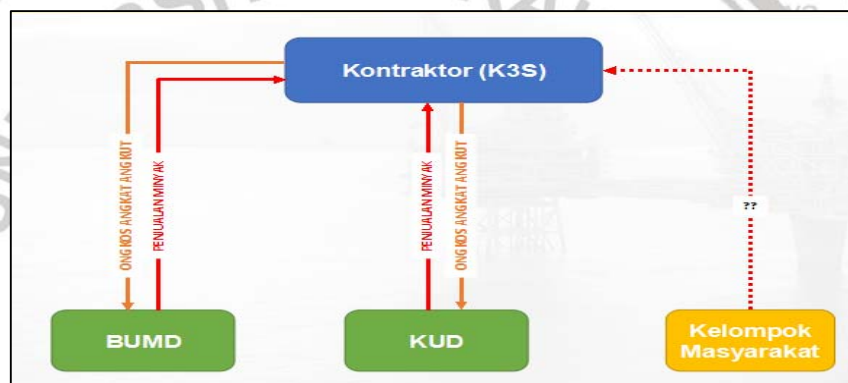 Kontraktor (K3S)
ONGKOS ANGKAT ANGKUT
PENJUALAN MINYAK
PENJUALAN MINYAK
ONGKOS ANGKAT ANGKUT
??
BUMD
KUD
Kelompok
Masyarakat